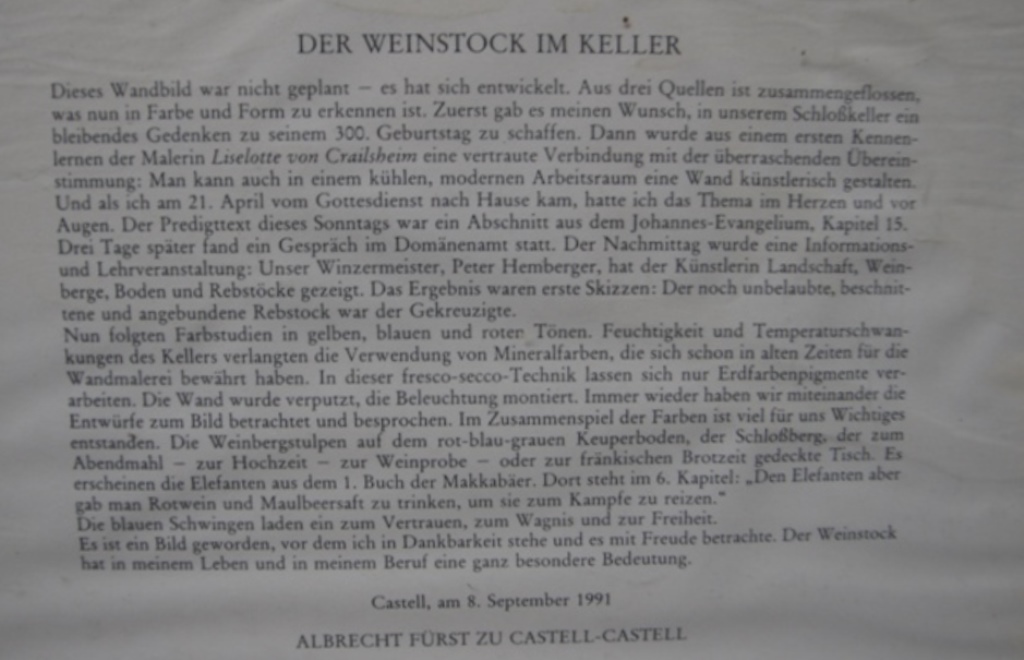 DER WEINSTOCK IM KELLER
Dieses Wandbild war nicht geplant – es hat sich entwickelt. Aus drei Quellen ist zusammengeflossen,
was nun in Farbe und Form zu erkennen ist. Zuerst gab es meinen Wunsch, in unserem Schloßkeller ein
bleibendes Gedenken zu seinem 300. Geburtstag zu schaffen. Dann wurde aus einem ersten Kennen-
lernen der Malerin Liselotte von Crailsheim eine vertraute Verbindung mit der überraschenden Überein-
stimmung: Man kann auch in einem kühlen, modernen Arbeitsraum eine Wand künstlerisch gestalten.
Und als ich am 21. April vom Gottesdienst nach Hause kam, hatte ich das Thema im Herzen und vor
Augen. Der Predigttext dieses Sonntags war ein Abschnitt aus dem Johannes-Evangelium, Kapitel 15.
Drei Tage später fand ein Gespräch im Domänenamt statt. Der Nachmittag wurde eine Informations-
und Lehrveranstaltung: Unser Winzermeister, Peter Hemberger, hat der Künstlerin Landschaft, Wein-
berge, Boden und Rebstöcke gezeigt. Das Ergebnis waren erste Skizzen: Der noch unbelaubte, beschnit-
tene und angebundene Rebstock war der Gekreuzigte.
Nun folgten Farbstudien in gelben, blauen und roten Tönen. Feuchtigkeit und Temperaturschwan-
kungen des Kellers verlangten die Verwendung von Mineralfarben, die sich schon in alten Zeiten für die
Wandmalerei bewährt haben. In dieser fresco-secco-Technik lassen sich nur Erdfarbenpigmente ver-
arbeiten. Die Wand wurde verputzt, die Beleuchtung montiert. Immer wieder haben wir miteinander die
Entwürfe zum Bild betrachtet und besprochen. Im Zusammenspiel der Farben ist viel für uns Wichtiges
entstanden. Die Weinbergstulpen auf dem rot-blau-grauen Keuperboden, der Schloßberg, der zum
Abendmahl – zur Hochzeit – zur Weinprobe – oder zur fränkischen Brotzeit gedeckte Tisch. Es
erscheinen die Elefanten aus dem 1. Buch der Makkabäer. Dort steht im 6. Kapitel: „Den Elefanten aber
gab man Rotwein und Maulbeersaft zu trinken, um sie zum Kampfe zu reizen."
Die blauen Schwingen laden ein zum Vertrauen, zum Wagnis und zur Freiheit.
Es ist ein Bild geworden, vor dem ich in Dankbarkeit stehe und es mit Freude betrachte. Der Weinstock
hat in meinem Leben und in meinem Beruf eine ganz besondere Bedeutung.
Castell, am 8. September 1991
ALBRECHT FÜRST ZU CASTELL-CASTELL